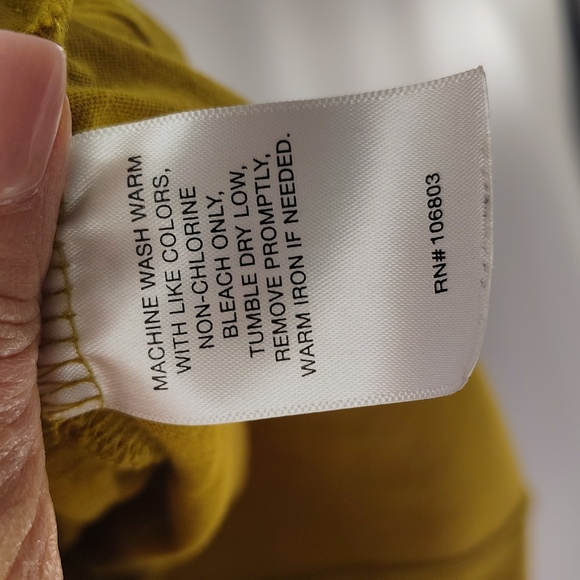 MACHINE WASH WARM
WITH LIKE COLORS,
NON-CHLORINE
BLEACH ONLY,
TUMBLE DRY LOW,
REMOVE PROMPTLY,
WARM IRON IF NEEDED.
RN# 106803